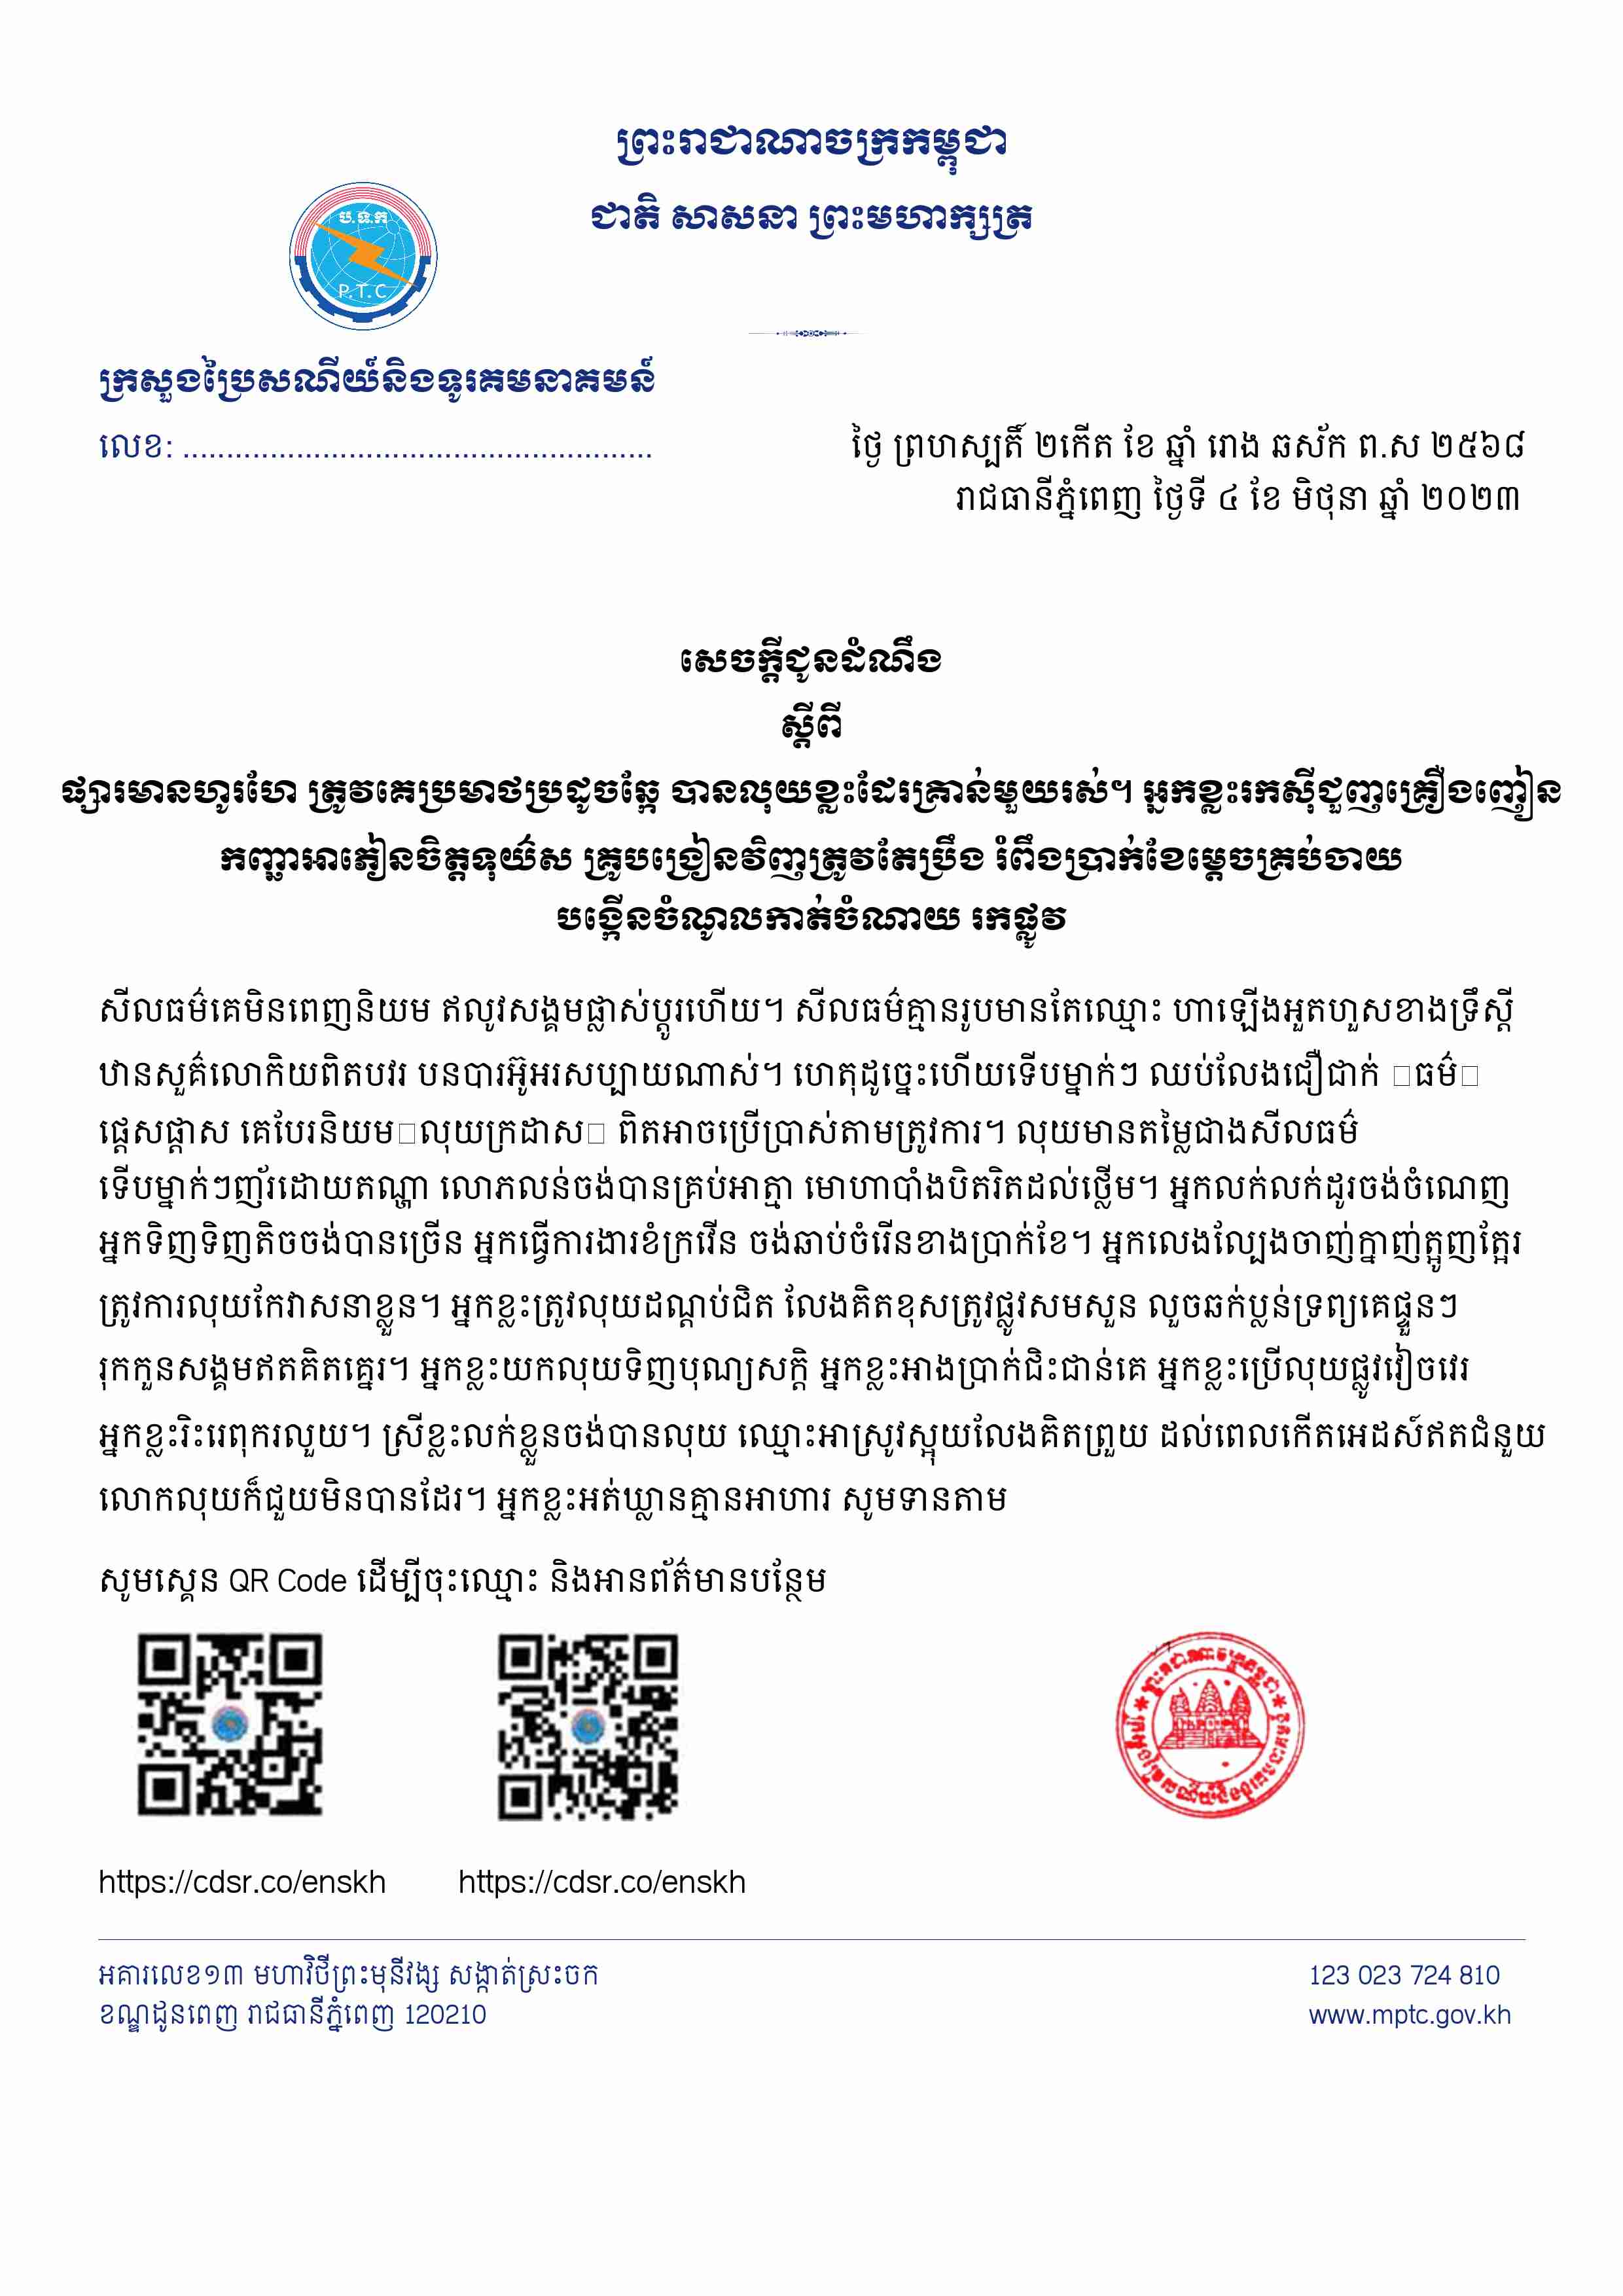 ព្រះរាជាណាចក្រកម្ពុជា
ជាតិ សាសនា ព្រះមហាក្សត្រ
ប.ទ.ក
P.T.C
ក្រសួងប្រៃសណីយ៍និងទូរគមនាគមន៍
លេខ: ......................................................
ថ្ងៃ ព្រហស្បតិ៍ ២កើត ខែ ឆ្នាំ រោង ឆស័ក ព.ស ២៥៦៨
រាជធានីភ្នំពេញ ថ្ងៃទី ៤ ខែ មិថុនា ឆ្នាំ ២០២៣
សេចក្តីជូនដំណឹង
ស្តីពី
ផ្សារមានហូរហែ ត្រូវគេប្រមាថប្រដូចឆ្កែ បានលុយខ្លះដែរគ្រាន់មួយរស់។ អ្នកខ្លះរកស៊ីជួញគ្រឿងញៀន
កញ្ឆាអាភៀនចិត្តទុយ៌ស គ្រូបង្រៀនវិញត្រូវតែប្រឹង រំពឹងប្រាក់ខែម្តេចគ្រប់ចាយ
បង្កើនចំណូលកាត់ចំណាយ រកផ្លូវ
សីលធម៌គេមិនពេញនិយម ឥលូវសង្គមផ្លាស់ប្តូរហើយ។ សីលធម៌គ្មានរូបមានតែឈ្មោះ ហាឡើងអួតហួសខាងទ្រឹស្តី
ឋានសួគ៌លោកិយពិតបវរ បនបារអ៊ូអរសប្បាយណាស់។ ហេតុដូច្នេះហើយទើបម្នាក់ៗ ឈប់លែងជឿជាក់ □ធម៌□
ផ្តេសផ្តាស គេបែរនិយម□លុយក្រដាស□ ពិតអាចប្រើប្រាស់តាមត្រូវការ។ លុយមានតម្លៃជាងសីលធម៌
ទើបម្នាក់ៗញ័រដោយតណ្ហា លោភលន់ចង់បានគ្រប់អាត្មា មោហាបាំងបិតរិតដល់ថ្លើម។ អ្នកលក់លក់ដូរចង់ចំណេញ
អ្នកទិញទិញតិចចង់បានច្រើន អ្នកធ្វើការងារខំក្រវើន ចង់ឆាប់ចំរើនខាងប្រាក់ខែ។ អ្នកលេងល្បែងចាញ់ក្នាញ់ត្អូញត្អែរ
ត្រូវការលុយកែវាសនាខ្លួន។ អ្នកខ្លះត្រូវលុយដណ្តប់ជិត លែងគិតខុសត្រូវផ្លូវសមសួន លួចឆក់ប្លន់ទ្រព្យគេផ្ទួនៗ
រុកកួនសង្គមឥតគិតគ្នេរ។ អ្នកខ្លះយកលុយទិញបុណ្យសក្តិ អ្នកខ្លះអាងប្រាក់ជិះជាន់គេ អ្នកខ្លះប្រើលុយផ្លូវវៀចវេរ
អ្នកខ្លះរិះរេពុករលួយ។ ស្រីខ្លះលក់ខ្លួនចង់បានលុយ ឈ្មោះអាស្រូវស្អុយលែងគិតព្រួយ ដល់ពេលកើតអេដស៍ឥតជំនួយ
លោកលុយក៏ជួយមិនបានដែរ។ អ្នកខ្លះអត់ឃ្លានគ្មានអាហារ សូមទានតាម
សូមស្គេន QR Code ដើម្បីចុះឈ្មោះ និងអានព័ត៌មានបន្ថែម
https://cdsr.co/enskh https://cdsr.co/enskh
អគារលេខ១៣ មហាវិថីព្រះមុនីវង្ស សង្កាត់ស្រះចក
ខណ្ឌដូនពេញ រាជធានីភ្នំពេញ 120210
123 023 724 810
www.mptc.gov.kh